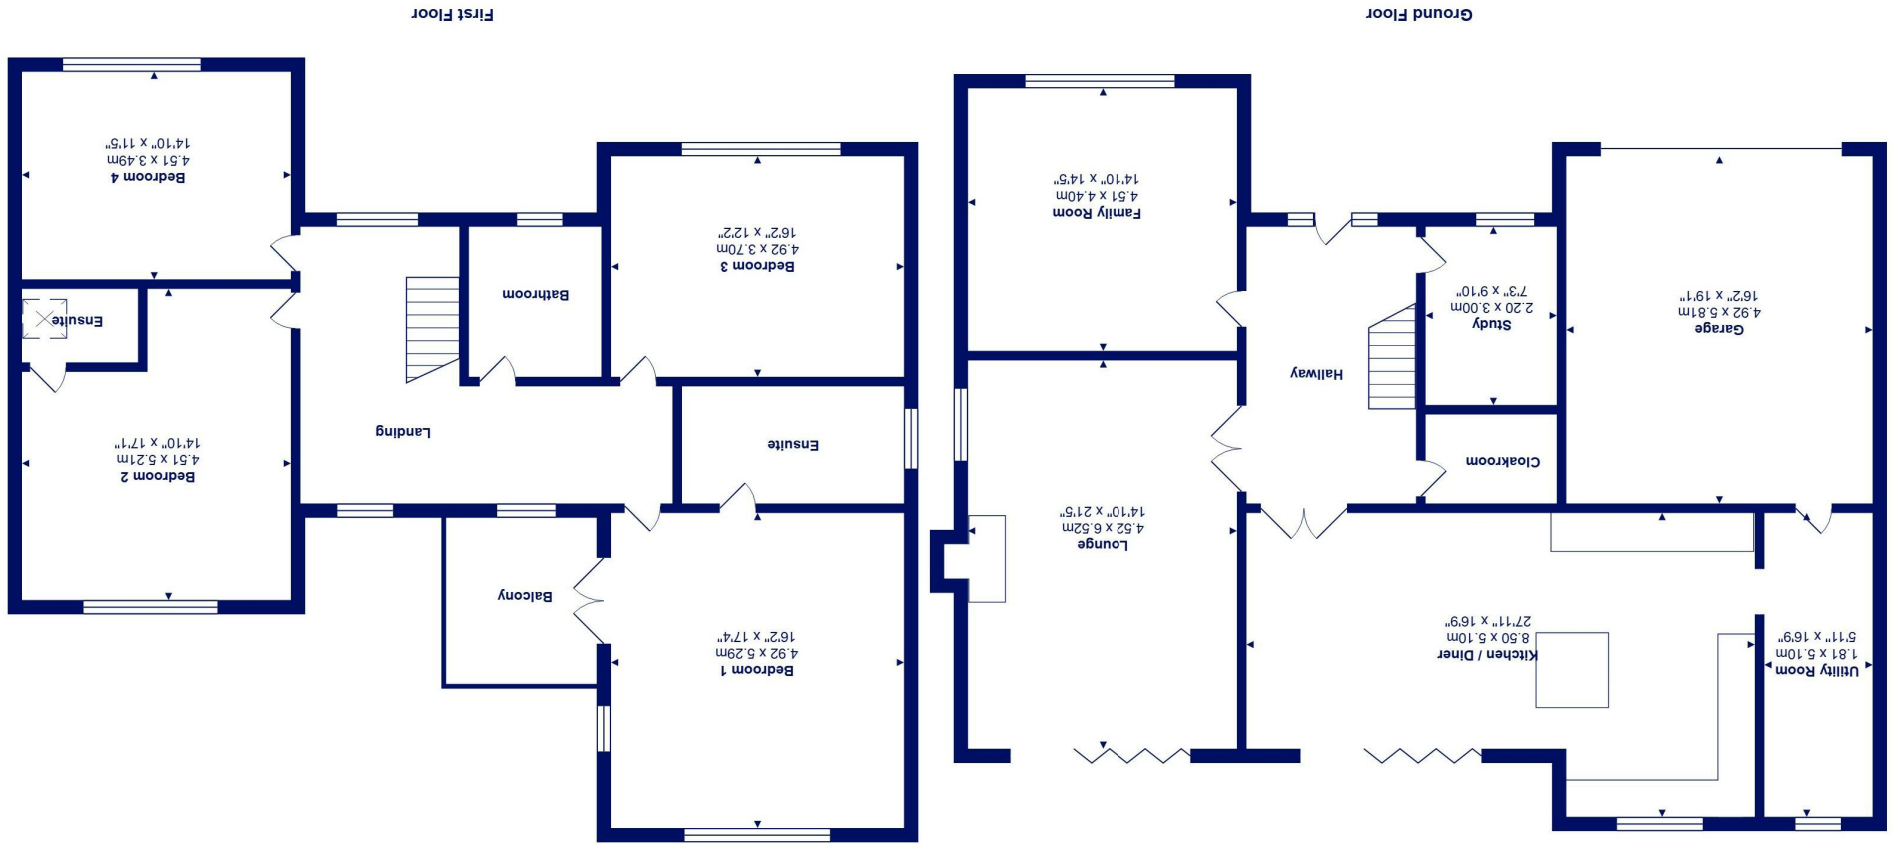 Ground Floor
Utility Room
1.81 x 5.10m
5'11" x 16'9"
Kitchen / Diner
8.50 x 5.10m
27'11" x 16'9"
Lounge
4.52 x 6.52m
14'10" x 21'5"
Cloakroom
Hallway
Garage
4.92 x 5.81m
16'2" x 19'1"
Study
2.20 x 3.00m
7'3" x 9'10"
Family Room
4.51 x 4.40m
14'10" x 14'5"
First Floor
Bedroom 1
4.92 x 5.29m
16'2" x 17'4"
Balcony
Bedroom 2
4.51 x 5.21m
14'10" x 17'1"
Ensuite
Landing
Ensuite
Bathroom
Bedroom 3
4.92 x 3.70m
16'2" x 12'2"
Bedroom 4
4.51 x 3.49m
14'10" x 11'5"